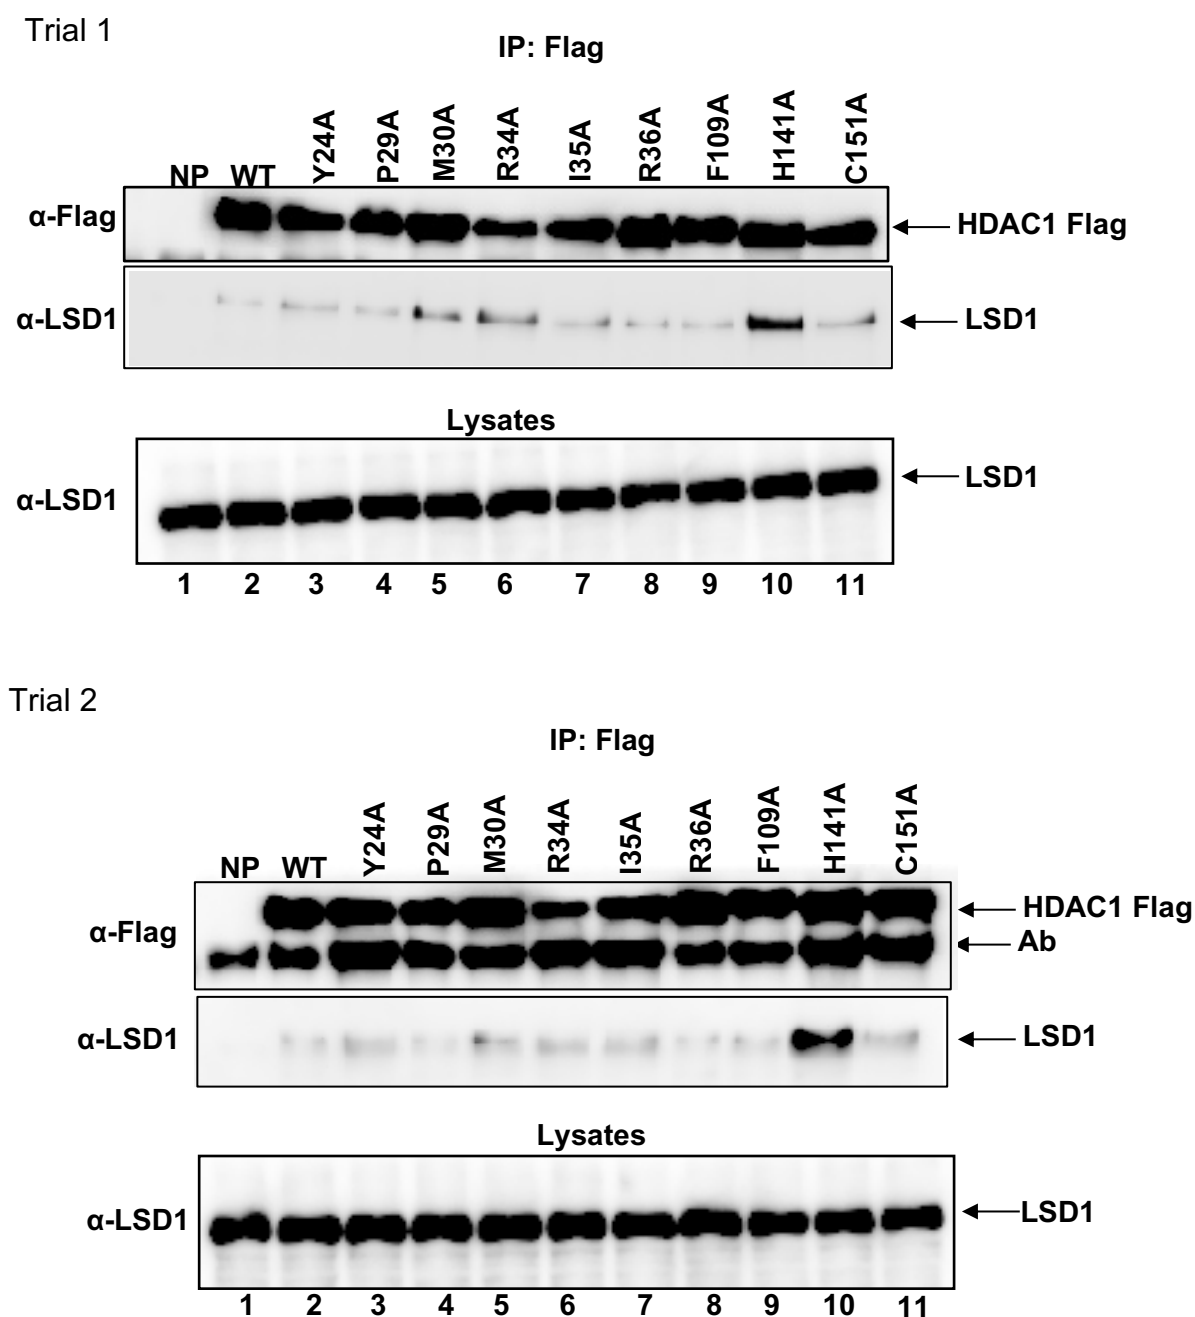 Trial 1
IP: Flag
NP WT Y24A P29A M30A R34A I35A R36A F109A H141A C151A
α-Flag HDAC1 Flag
α-LSD1 LSD1
Lysates
α-LSD1 LSD1
1 2 3 4 5 6 7 8 9 10 11
Trial 2
IP: Flag
NP WT Y24A P29A M30A R34A I35A R36A F109A H141A C151A
α-Flag HDAC1 Flag
Ab
α-LSD1 LSD1
Lysates
α-LSD1 LSD1
1 2 3 4 5 6 7 8 9 10 11